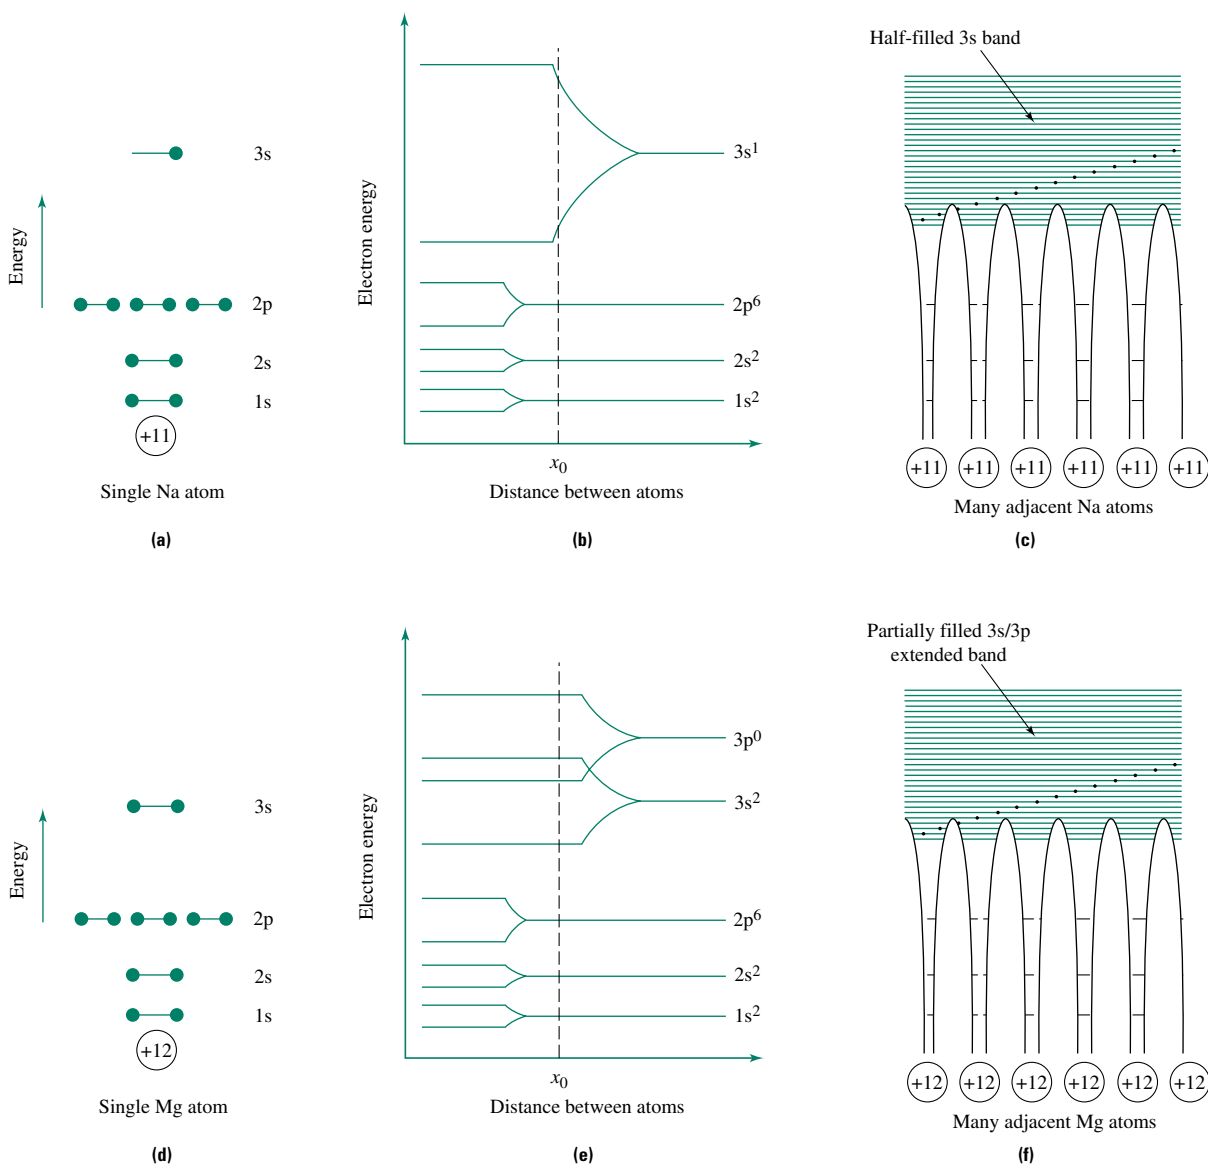 3s
Energy
2p
2s
1s
+11
Single Na atom
(a)
Electron energy
3s¹
2p⁶
2s²
1s²
x₀
Distance between atoms
(b)
Half-filled 3s band
+11 +11 +11 +11 +11 +11
Many adjacent Na atoms
(c)
3s
Energy
2p
2s
1s
+12
Single Mg atom
(d)
Electron energy
3p⁰
3s²
2p⁶
2s²
1s²
x₀
Distance between atoms
(e)
Partially filled 3s/3p
extended band
+12 +12 +12 +12 +12 +12
Many adjacent Mg atoms
(f)